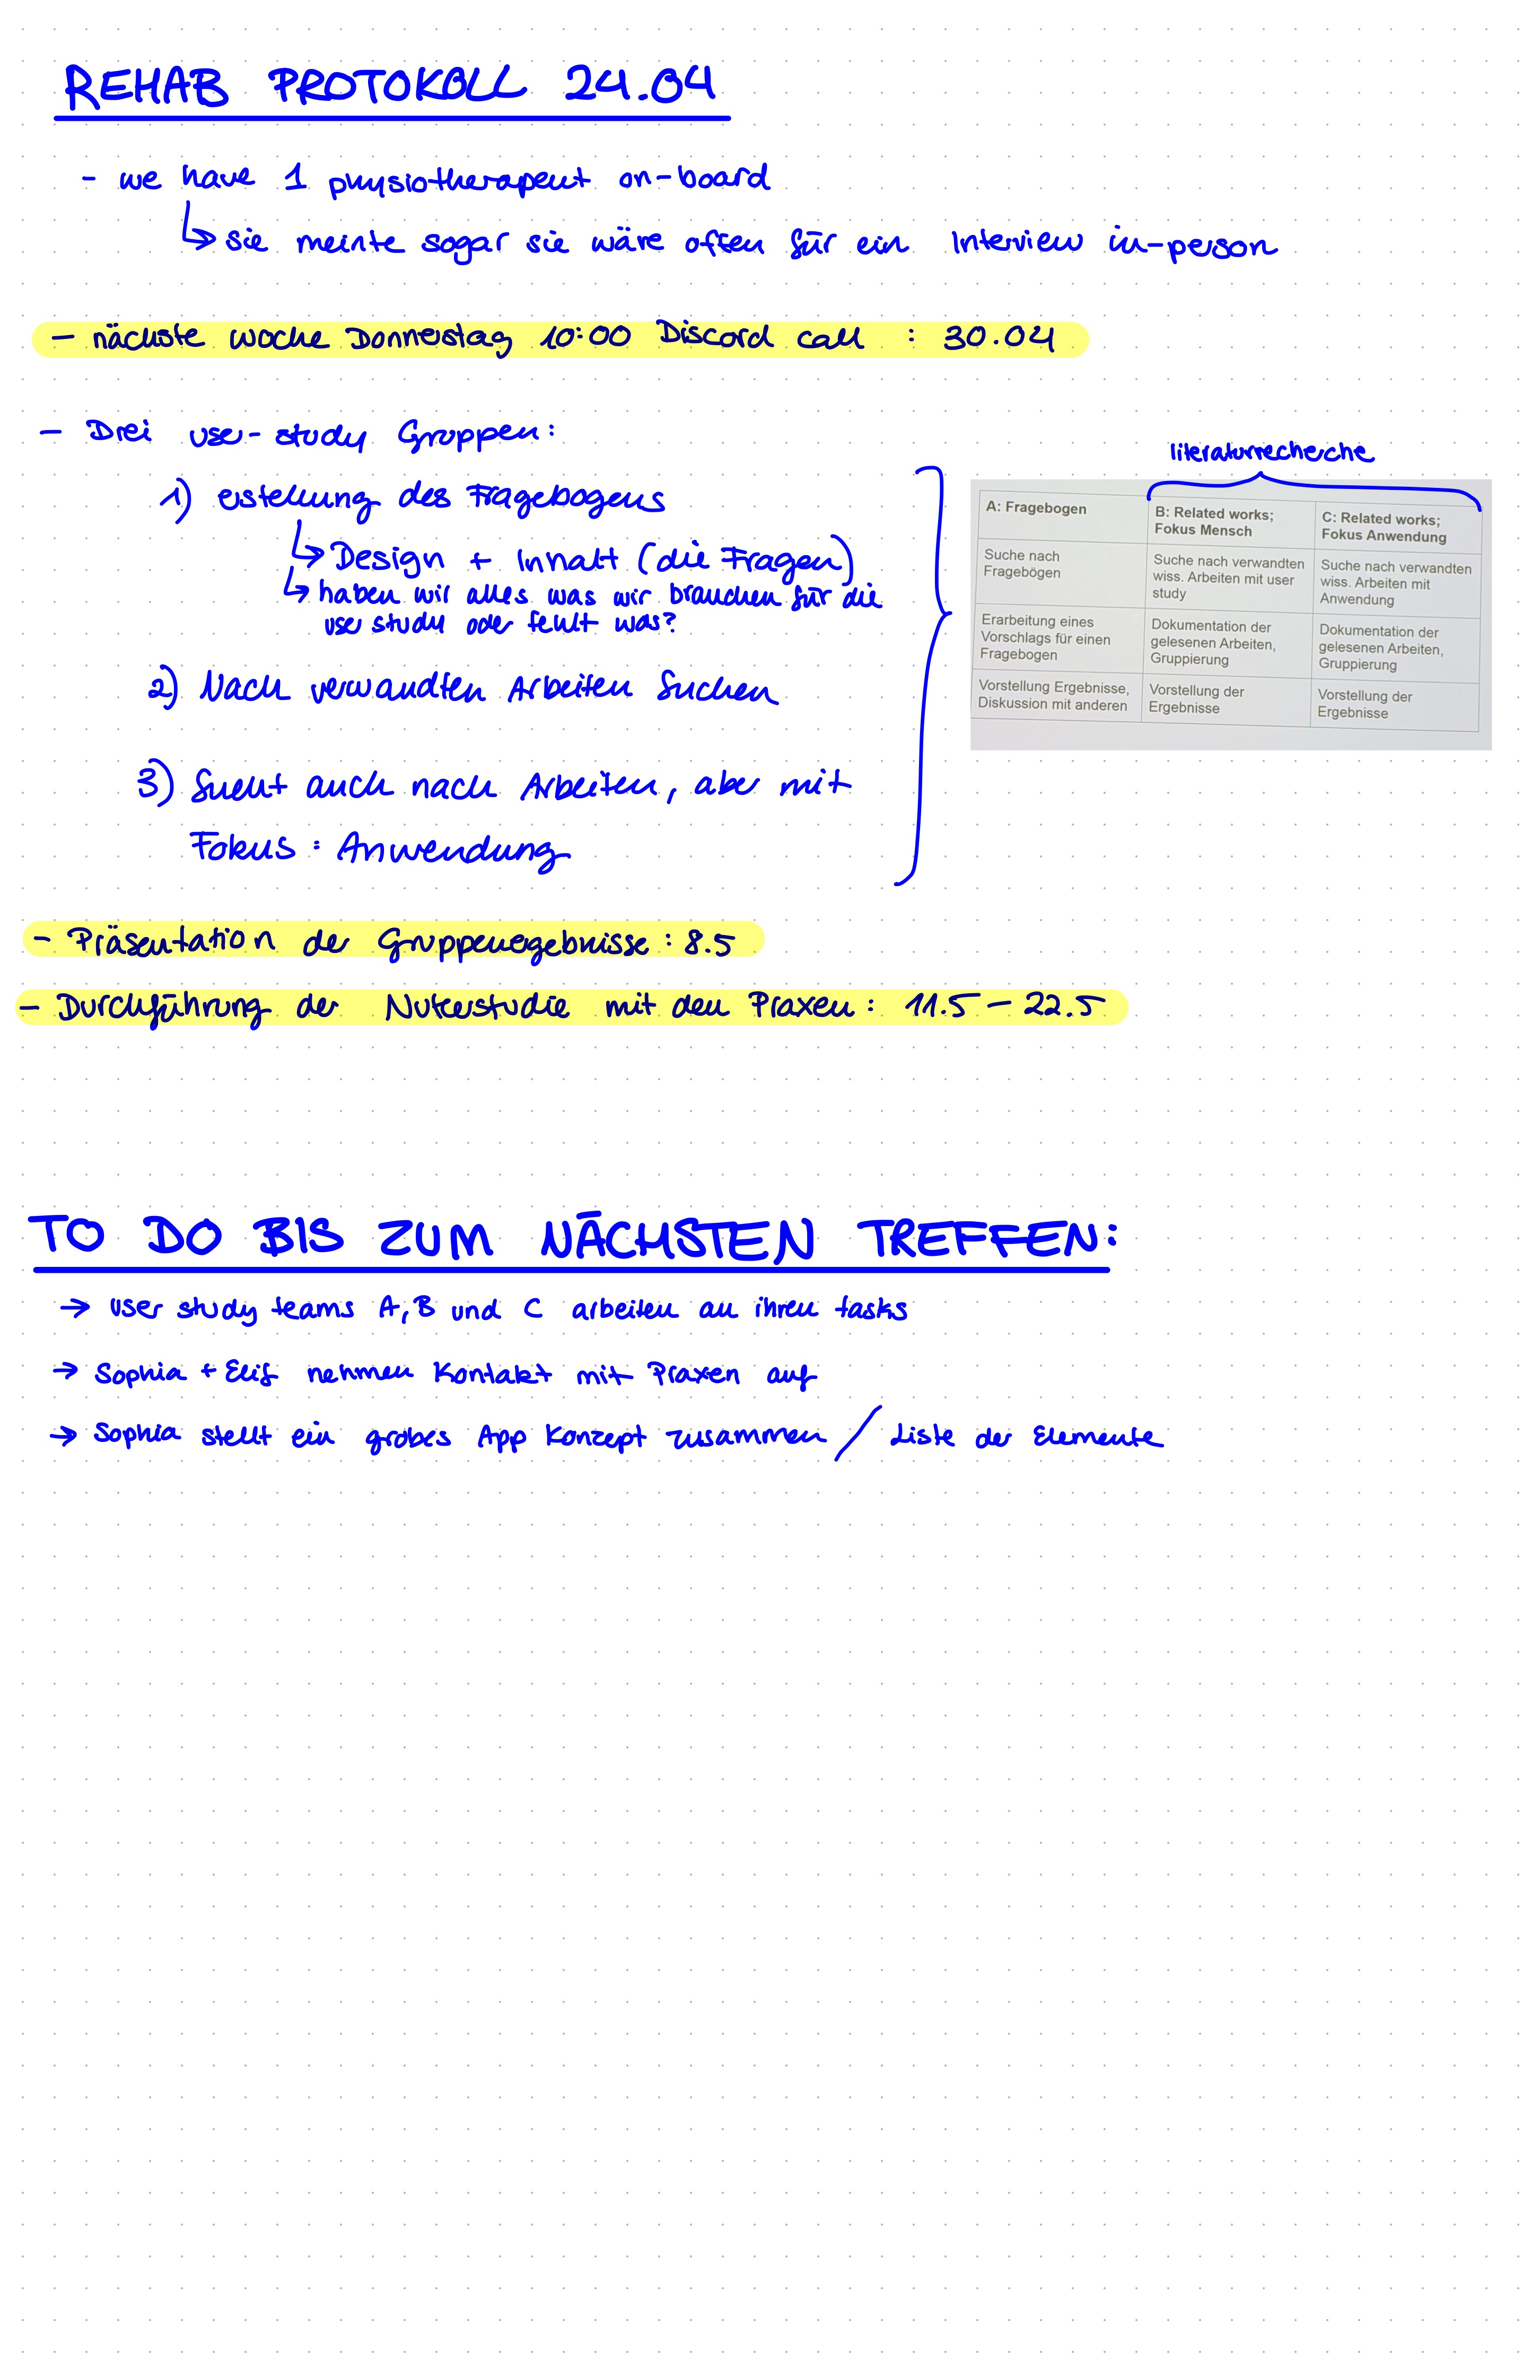 REHAB PROTOKOLL 24.04
- we have 1 physiotherapeut on-board
↳ sie meinte sogar sie wäre offen für ein Interview in-person
- nächste woche Donnerstag 10:00 Discord call : 30.04
- Drei use-study Gruppen:
1) erstellung des Fragebogens
↳ Design + Inhalt (die Fragen)
↳ haben wir alles was wir brauchen für die
use study oder fehlt was?
2) Nach verwandten Arbeiten Suchen
3) Sucht auch nach Arbeiten, aber mit
Fokus : Anwendung
literaturrecherche
A: Fragebogen
B: Related works;
Fokus Mensch
C: Related works;
Fokus Anwendung
Suche nach
Fragebögen
Suche nach verwandten
wiss. Arbeiten mit user
study
Suche nach verwandten
wiss. Arbeiten mit
Anwendung
Erarbeitung eines
Vorschlags für einen
Fragebogen
Dokumentation der
gelesenen Arbeiten,
Gruppierung
Dokumentation der
gelesenen Arbeiten,
Gruppierung
Vorstellung Ergebnisse,
Diskussion mit anderen
Vorstellung der
Ergebnisse
Vorstellung der
Ergebnisse
- Präsentation der Gruppenergebnisse : 8.5
- Durchführung der Nutzerstudie mit den Praxen : 11.5 - 22.5
TO DO BIS ZUM NÄCHSTEN TREFFEN:
→ user study teams A, B und C arbeiten an ihren tasks
→ Sophia + Elif nehmen Kontakt mit Praxen auf
→ Sophia stellt ein grobes App Konzept zusammen / Liste der Elemente